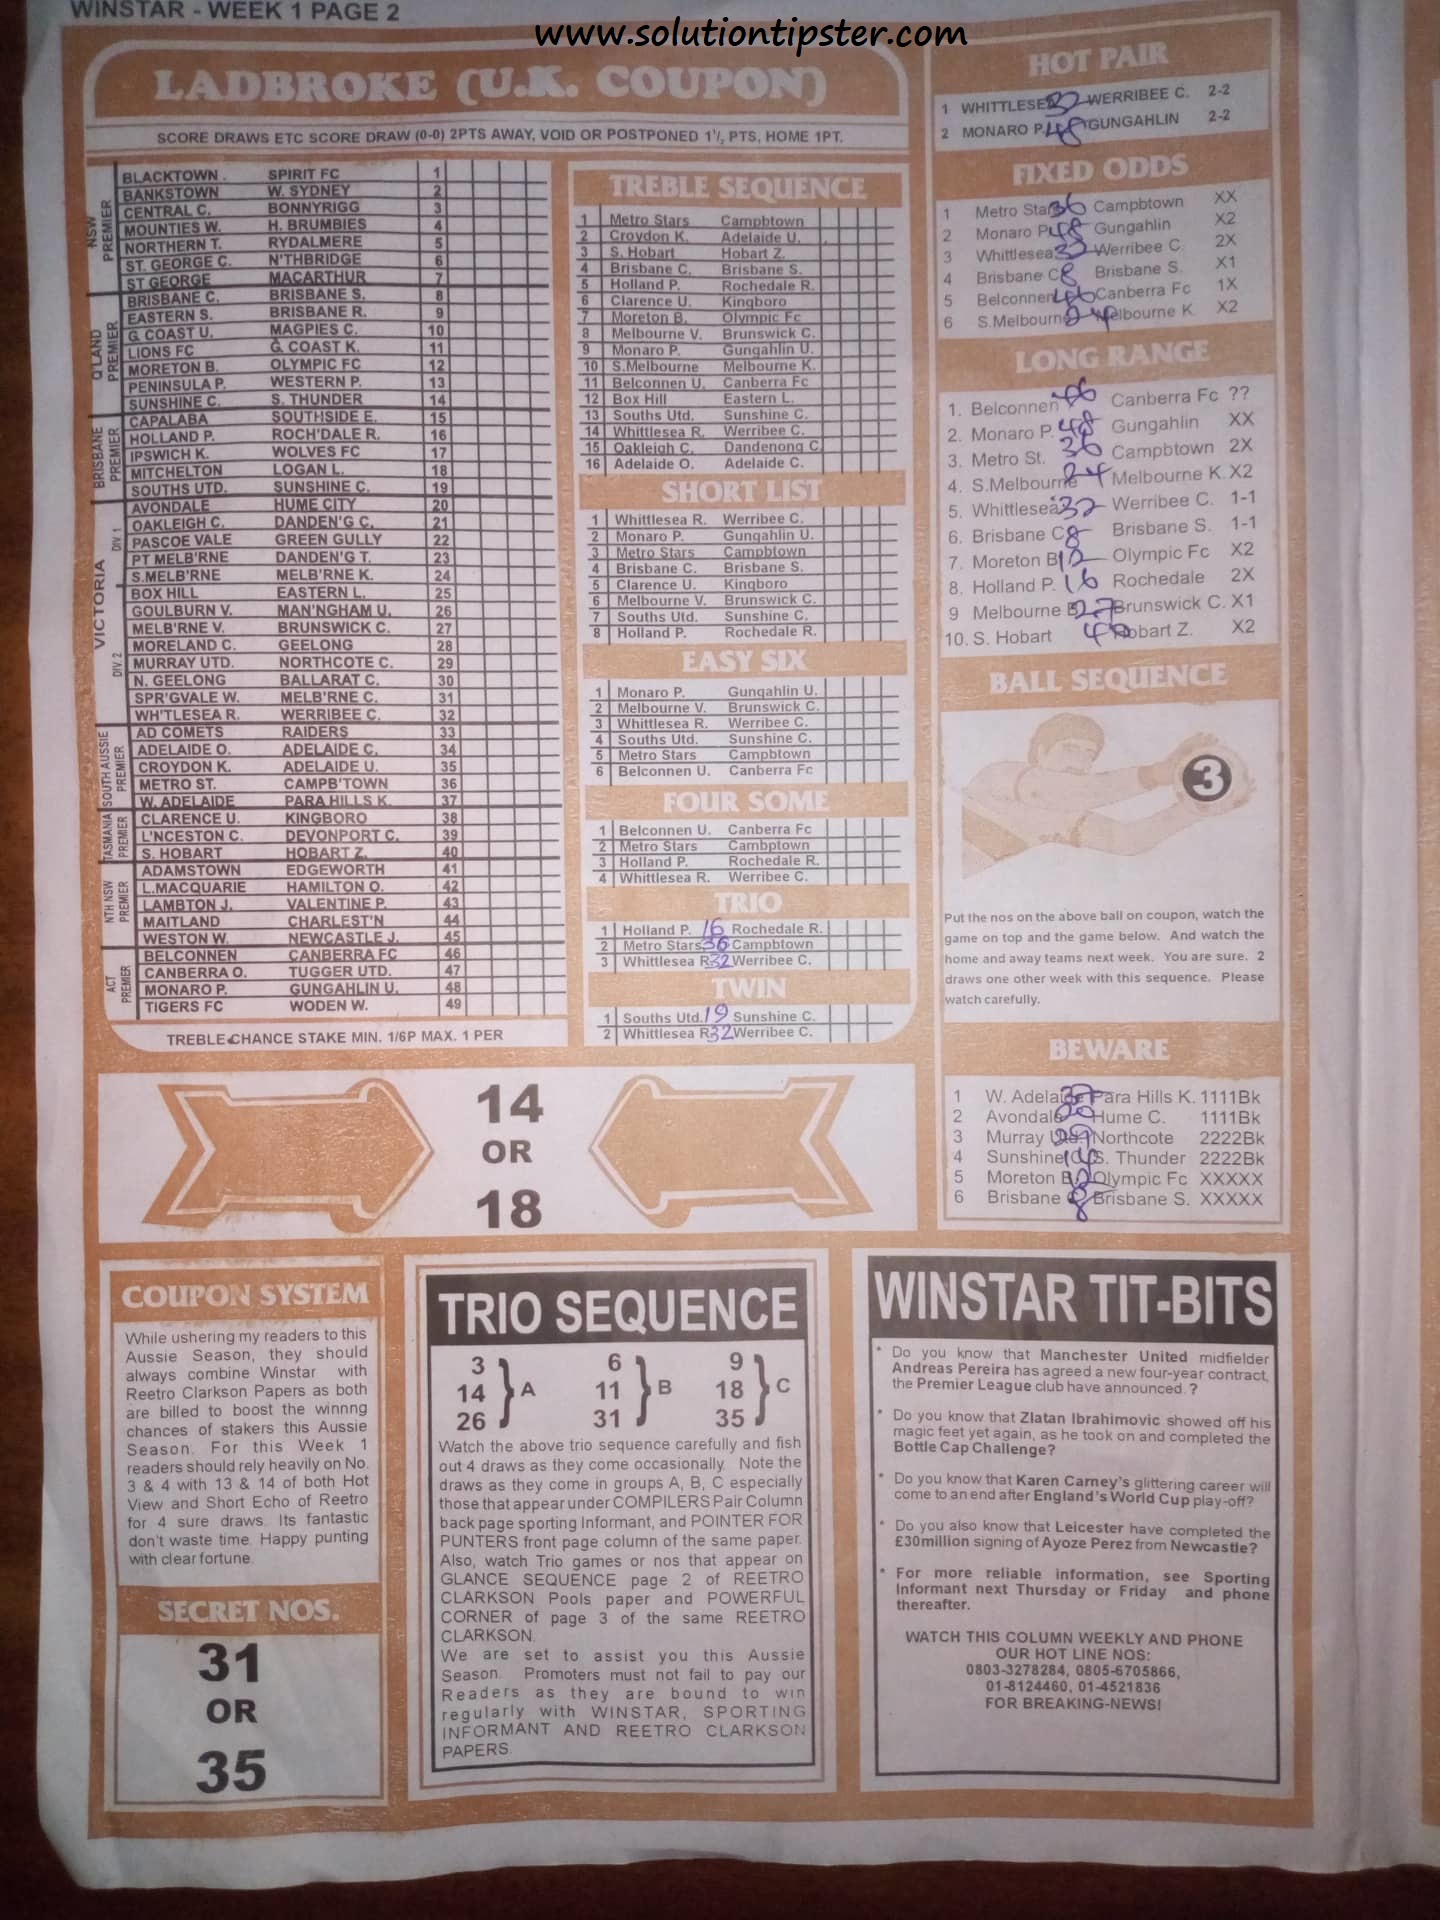 WINSTAR - WEEK 1 PAGE 2
www.solutiontipster.com
LADBROKE (U.K. COUPON)
SCORE DRAWS ETC SCORE DRAW (0-0) 2PTS AWAY, VOID OR POSTPONED 1½ PTS, HOME 1PT.
NSW PREMIER
BLACKTOWN . SPIRIT FC 1
BANKSTOWN W. SYDNEY 2
CENTRAL C. BONNYRIGG 3
MOUNTIES W. H. BRUMBIES 4
NORTHERN T. RYDALMERE 5
ST. GEORGE C. N'THBRIDGE 6
ST GEORGE MACARTHUR 7
Q'LAND PREMIER
BRISBANE C. BRISBANE S. 8
EASTERN S. BRISBANE R. 9
G. COAST U. MAGPIES C. 10
LIONS FC G. COAST K. 11
MORETON B. OLYMPIC FC 12
PENINSULA P. WESTERN P. 13
SUNSHINE C. S. THUNDER 14
BRISBANE PREMIER
CAPALABA SOUTHSIDE E. 15
HOLLAND P. ROCH'DALE R. 16
IPSWICH K. WOLVES FC 17
MITCHELTON LOGAN L. 18
SOUTHS UTD. SUNSHINE C. 19
VICTORIA
DIV. 1
AVONDALE HUME CITY 20
OAKLEIGH C. DANDEN'G C. 21
PASCOE VALE GREEN GULLY 22
PT MELB'RNE DANDEN'G T. 23
S.MELB'RNE MELB'RNE K. 24
DIV. 2
BOX HILL EASTERN L. 25
GOULBURN V. MAN'NGHAM U. 26
MELB'RNE V. BRUNSWICK C. 27
MORELAND C. GEELONG 28
MURRAY UTD. NORTHCOTE C. 29
N. GEELONG BALLARAT C. 30
SPR'GVALE W. MELB'RNE C. 31
WH'TLESEA R. WERRIBEE C. 32
SOUTH AUSSIE PREMIER
AD COMETS RAIDERS 33
ADELAIDE O. ADELAIDE C. 34
CROYDON K. ADELAIDE U. 35
METRO ST. CAMPB'TOWN 36
W. ADELAIDE PARA HILLS K. 37
TASMANIA PREMIER
CLARENCE U. KINGBORO 38
L'NCESTON C. DEVONPORT C. 39
S. HOBART HOBART Z. 40
NTH NSW PREMIER
ADAMSTOWN EDGEWORTH 41
L.MACQUARIE HAMILTON O. 42
LAMBTON J. VALENTINE P. 43
MAITLAND CHARLEST'N 44
WESTON W. NEWCASTLE J. 45
ACT PREMIER
BELCONNEN CANBERRA FC 46
CANBERRA O. TUGGER UTD. 47
MONARO P. GUNGAHLIN U. 48
TIGERS FC WODEN W. 49
TREBLE CHANCE STAKE MIN. 1/6P MAX. 1 PER
TREBLE SEQUENCE
1 Metro Stars Campbtown
2 Croydon K. Adelaide U.
3 S. Hobart Hobart Z.
4 Brisbane C. Brisbane S.
5 Holland P. Rochedale R.
6 Clarence U. Kingboro
7 Moreton B. Olympic Fc
8 Melbourne V. Brunswick C.
9 Monaro P. Gungahlin U.
10 S.Melbourne Melbourne K.
11 Belconnen U. Canberra Fc
12 Box Hill Eastern L.
13 Souths Utd. Sunshine C.
14 Whittlesea R. Werribee C.
15 Oakleigh C. Dandenong C.
16 Adelaide O. Adelaide C.
SHORT LIST
1 Whittlesea R. Werribee C.
2 Monaro P. Gungahlin U.
3 Metro Stars Campbtown
4 Brisbane C. Brisbane S.
5 Clarence U. Kingboro
6 Melbourne V. Brunswick C.
7 Souths Utd. Sunshine C.
8 Holland P. Rochedale R.
EASY SIX
1 Monaro P. Gungahlin U.
2 Melbourne V. Brunswick C.
3 Whittlesea R. Werribee C.
4 Souths Utd. Sunshine C.
5 Metro Stars Campbtown
6 Belconnen U. Canberra Fc
FOUR SOME
1 Belconnen U. Canberra Fc
2 Metro Stars Cambptown
3 Holland P. Rochedale R.
4 Whittlesea R. Werribee C.
TRIO
1 Holland P. 16 Rochedale R.
2 Metro Stars 36 Campbtown
3 Whittlesea R 32 Werribee C.
TWIN
1 Souths Utd. 19 Sunshine C.
2 Whittlesea R 32 Werribee C.
HOT PAIR
1 WHITTLESEA 32 WERRIBEE C. 2-2
2 MONARO P. 48 GUNGAHLIN 2-2
FIXED ODDS
1 Metro Stars 36 Campbtown XX
2 Monaro P. 48 Gungahlin X2
3 Whittlesea 32 Werribee C. 2X
4 Brisbane C 8 Brisbane S. X1
5 Belconnen 46 Canberra Fc 1X
6 S.Melbourne 24 Melbourne K. X2
LONG RANGE
1. Belconnen 46 Canberra Fc ??
2. Monaro P. 48 Gungahlin XX
3. Metro St. 36 Campbtown 2X
4. S.Melbourne 24 Melbourne K. X2
5. Whittlesea 32 Werribee C. 1-1
6. Brisbane C 8 Brisbane S. 1-1
7. Moreton B 12 Olympic Fc X2
8. Holland P. 16 Rochedale 2X
9 Melbourne 27 Brunswick C. X1
10. S. Hobart 40 Hobart Z. X2
BALL SEQUENCE
3
Put the nos on the above ball on coupon, watch the
game on top and the game below. And watch the
home and away teams next week. You are sure. 2
draws one other week with this sequence. Please
watch carefully.
BEWARE
1 W. Adelaide 37 Para Hills K. 1111Bk
2 Avondale 20 Hume C. 1111Bk
3 Murray Utd. 29 Northcote 2222Bk
4 Sunshine C 14 S. Thunder 2222Bk
5 Moreton B. 12 Olympic Fc XXXXX
6 Brisbane C 8 Brisbane S. XXXXX
14
OR
18
COUPON SYSTEM
While ushering my readers to this
Aussie Season, they should
always combine Winstar with
Reetro Clarkson Papers as both
are billed to boost the winnng
chances of stakers this Aussie
Season. For this Week 1
readers should rely heavily on No.
3 & 4 with 13 & 14 of both Hot
View and Short Echo of Reetro
for 4 sure draws. Its fantastic
don't waste time. Happy punting
with clear fortune.
SECRET NOS.
31
OR
35
TRIO SEQUENCE
3 6 9
14 } A 11 } B 18 } C
26 31 35
Watch the above trio sequence carefully and fish
out 4 draws as they come occasionally. Note the
draws as they come in groups A, B, C especially
those that appear under COMPILERS Pair Column
back page sporting Informant, and POINTER FOR
PUNTERS front page column of the same paper.
Also, watch Trio games or nos that appear on
GLANCE SEQUENCE page 2 of REETRO
CLARKSON Pools paper and POWERFUL
CORNER of page 3 of the same REETRO
CLARKSON.
We are set to assist you this Aussie
Season. Promoters must not fail to pay our
Readers as they are bound to win
regularly with WINSTAR, SPORTING
INFORMANT AND REETRO CLARKSON
PAPERS.
WINSTAR TIT-BITS
* Do you know that Manchester United midfielder
Andreas Pereira has agreed a new four-year contract,
the Premier League club have announced.?
* Do you know that Zlatan Ibrahimovic showed off his
magic feet yet again, as he took on and completed the
Bottle Cap Challenge?
* Do you know that Karen Carney's glittering career will
come to an end after England's World Cup play-off?
* Do you also know that Leicester have completed the
£30million signing of Ayoze Perez from Newcastle?
* For more reliable information, see Sporting
Informant next Thursday or Friday and phone
thereafter.
WATCH THIS COLUMN WEEKLY AND PHONE
OUR HOT LINE NOS:
0803-3278284, 0805-6705866,
01-8124460, 01-4521836
FOR BREAKING-NEWS!